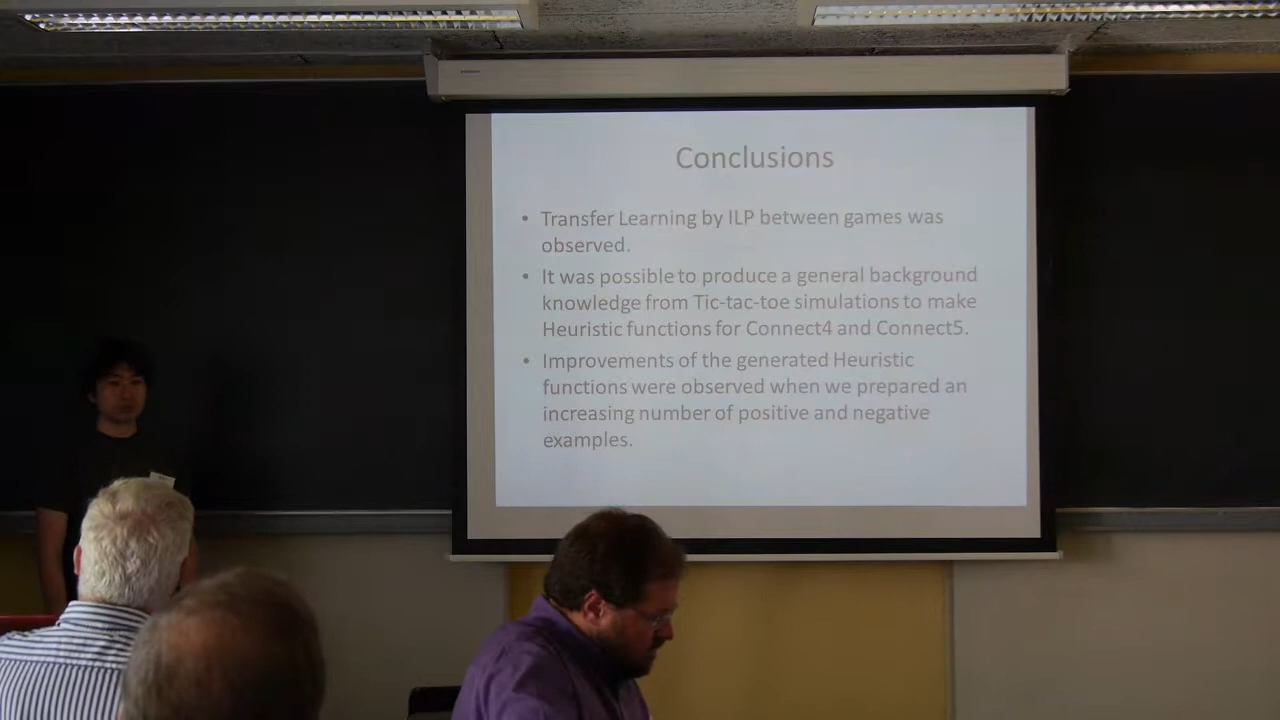 Conclusions
• Transfer Learning by ILP between games was
observed.
• It was possible to produce a general background
knowledge from Tic-tac-toe simulations to make
Heuristic functions for Connect4 and Connect5.
• Improvements of the generated Heuristic
functions were observed when we prepared an
increasing number of positive and negative
examples.